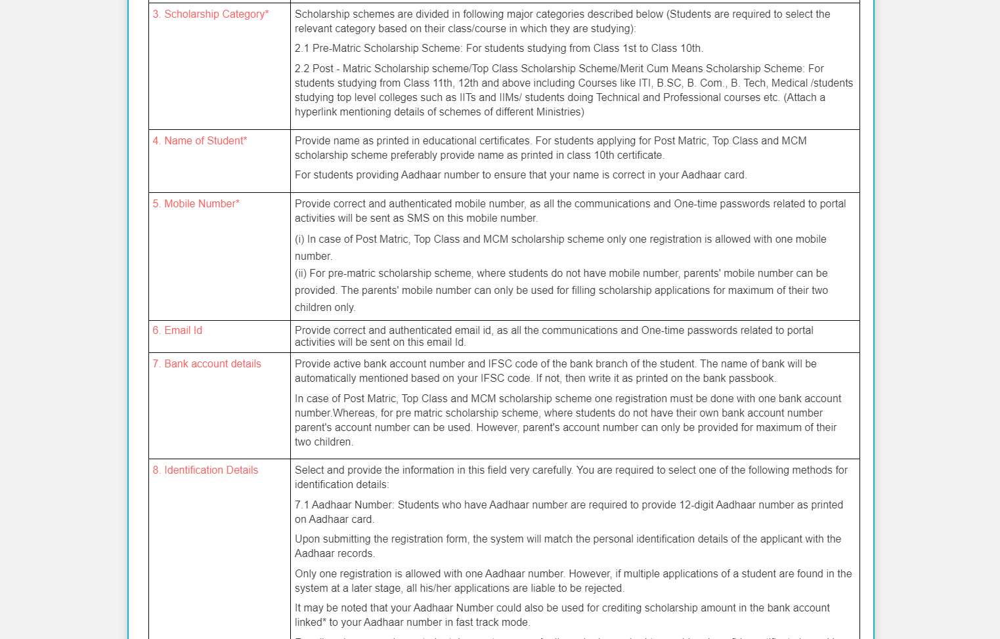 3. Scholarship Category*
Scholarship schemes are divided in following major categories described below (Students are required to select the
relevant category based on their class/course in which they are studying):
2.1 Pre-Matric Scholarship Scheme: For students studying from Class 1st to Class 10th.
2.2 Post - Matric Scholarship scheme/Top Class Scholarship Scheme/Merit Cum Means Scholarship Scheme: For
students studying from Class 11th, 12th and above including Courses like ITI, B.SC, B. Com., B. Tech, Medical /students
studying top level colleges such as IITs and IIMs/ students doing Technical and Professional courses etc. (Attach a
hyperlink mentioning details of schemes of different Ministries)
4. Name of Student*
Provide name as printed in educational certificates. For students applying for Post Matric, Top Class and MCM
scholarship scheme preferably provide name as printed in class 10th certificate.
For students providing Aadhaar number to ensure that your name is correct in your Aadhaar card.
5. Mobile Number*
Provide correct and authenticated mobile number, as all the communications and One-time passwords related to portal
activities will be sent as SMS on this mobile number.
(i) In case of Post Matric, Top Class and MCM scholarship scheme only one registration is allowed with one mobile
number.
(ii) For pre-matric scholarship scheme, where students do not have mobile number, parents' mobile number can be
provided. The parents' mobile number can only be used for filling scholarship applications for maximum of their two
children only.
6. Email Id
Provide correct and authenticated email id, as all the communications and One-time passwords related to portal
activities will be sent on this email Id.
7. Bank account details
Provide active bank account number and IFSC code of the bank branch of the student. The name of bank will be
automatically mentioned based on your IFSC code. If not, then write it as printed on the bank passbook.
In case of Post Matric, Top Class and MCM scholarship scheme one registration must be done with one bank account
number.Whereas, for pre matric scholarship scheme, where students do not have their own bank account number
parent's account number can be used. However, parent's account number can only be provided for maximum of their
two children.
8. Identification Details
Select and provide the information in this field very carefully. You are required to select one of the following methods for
identification details:
7.1 Aadhaar Number: Students who have Aadhaar number are required to provide 12-digit Aadhaar number as printed
on Aadhaar card.
Upon submitting the registration form, the system will match the personal identification details of the applicant with the
Aadhaar records.
Only one registration is allowed with one Aadhaar number. However, if multiple applications of a student are found in the
system at a later stage, all his/her applications are liable to be rejected.
It may be noted that your Aadhaar Number could also be used for crediting scholarship amount in the bank account
linked* to your Aadhaar number in fast track mode.